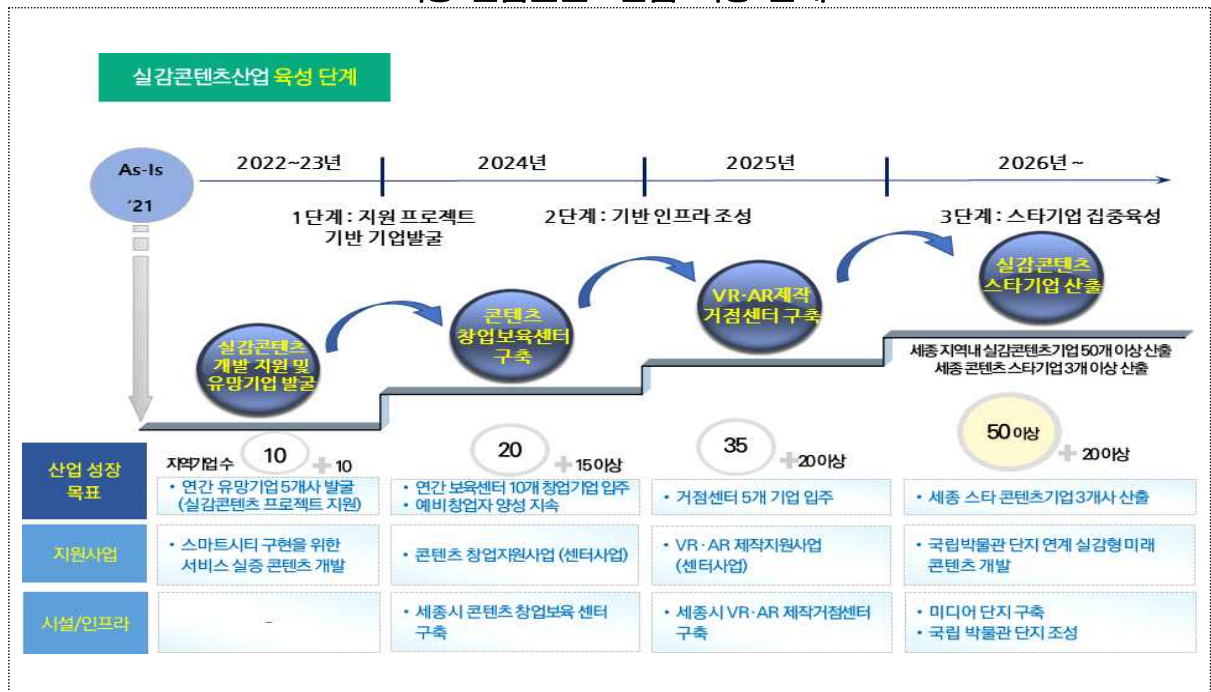 실감콘텐츠산업 육성 단계
As-Is
‘21
2022~23년
2024년
2025년
2026년 ~
1단계 : 지원 프로젝트
기반 기업발굴
2단계 : 기반 인프라 조성
3단계 : 스타기업 집중육성
실감콘텐츠
개발 지원 및
유망기업 발굴
콘텐츠
창업보육센터
구축
VR·AR제작
거점센터 구축
실감콘텐츠
스타기업 산출
세종 지역내 실감콘텐츠기업 50개 이상 산출
세종 콘텐츠 스타기업 3개 이상 산출
산업 성장
목표
지역기업 수 10 + 10
20 + 15 이상
35 +20 이상
50 이상 + 20 이상
• 연간 유망기업 5개사 발굴
(실감콘텐츠 프로젝트 지원)
• 연간 보육센터 10개 창업기업 입주
• 예비창업자 양성 지속
• 거점센터 5개 기업 입주
• 세종 스타 콘텐츠기업 3개사 산출
지원사업
• 스마트시티 구현을 위한
서비스 실증 콘텐츠 개발
• 콘텐츠 창업지원사업 (센터사업)
• VR·AR 제작지원사업
(센터사업)
• 국립박물관 단지 연계 실감형 미래
콘텐츠 개발
시설/인프라
-
• 세종시 콘텐츠 창업보육 센터
구축
• 세종시 VR·AR 제작거점센터
구축
• 미디어 단지 구축
• 국립 박물관 단지 조성